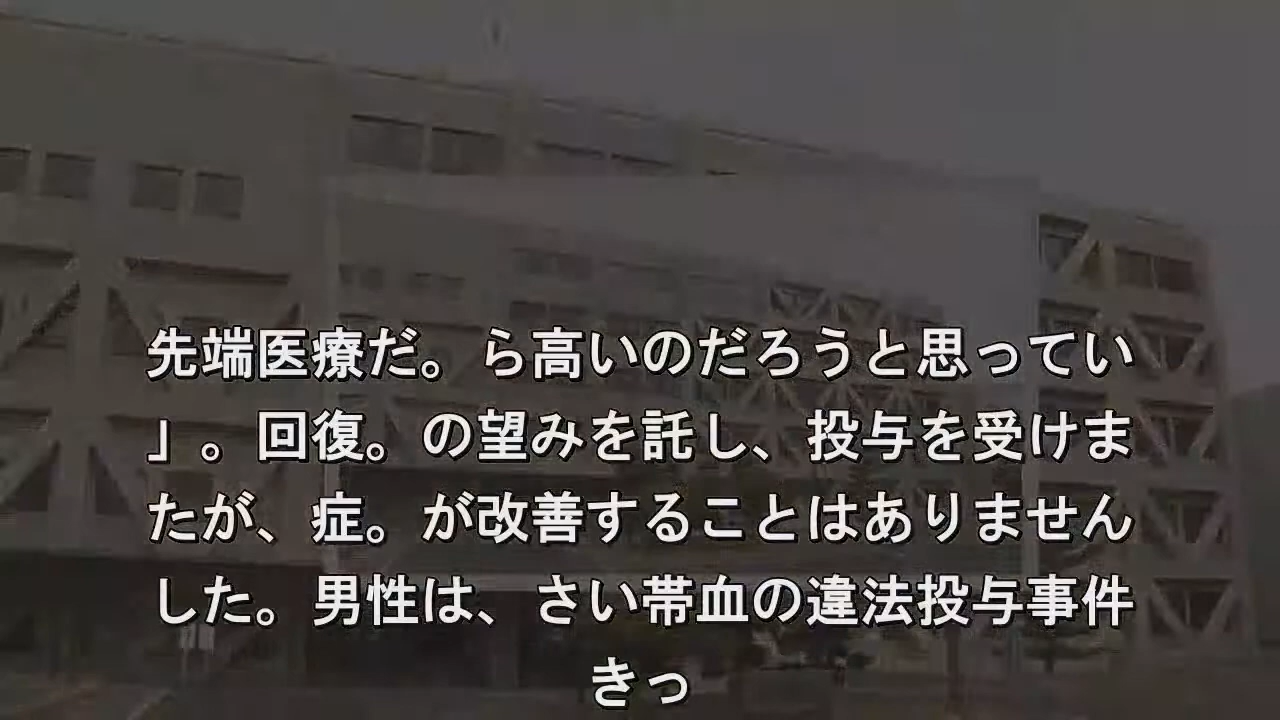 先端医療だ。ら高いのだろうと思ってい
」。回復。の望みを託し、投与を受けま
たが、症。が改善することはありません
した。男性は、さい帯血の違法投与事件
きっ